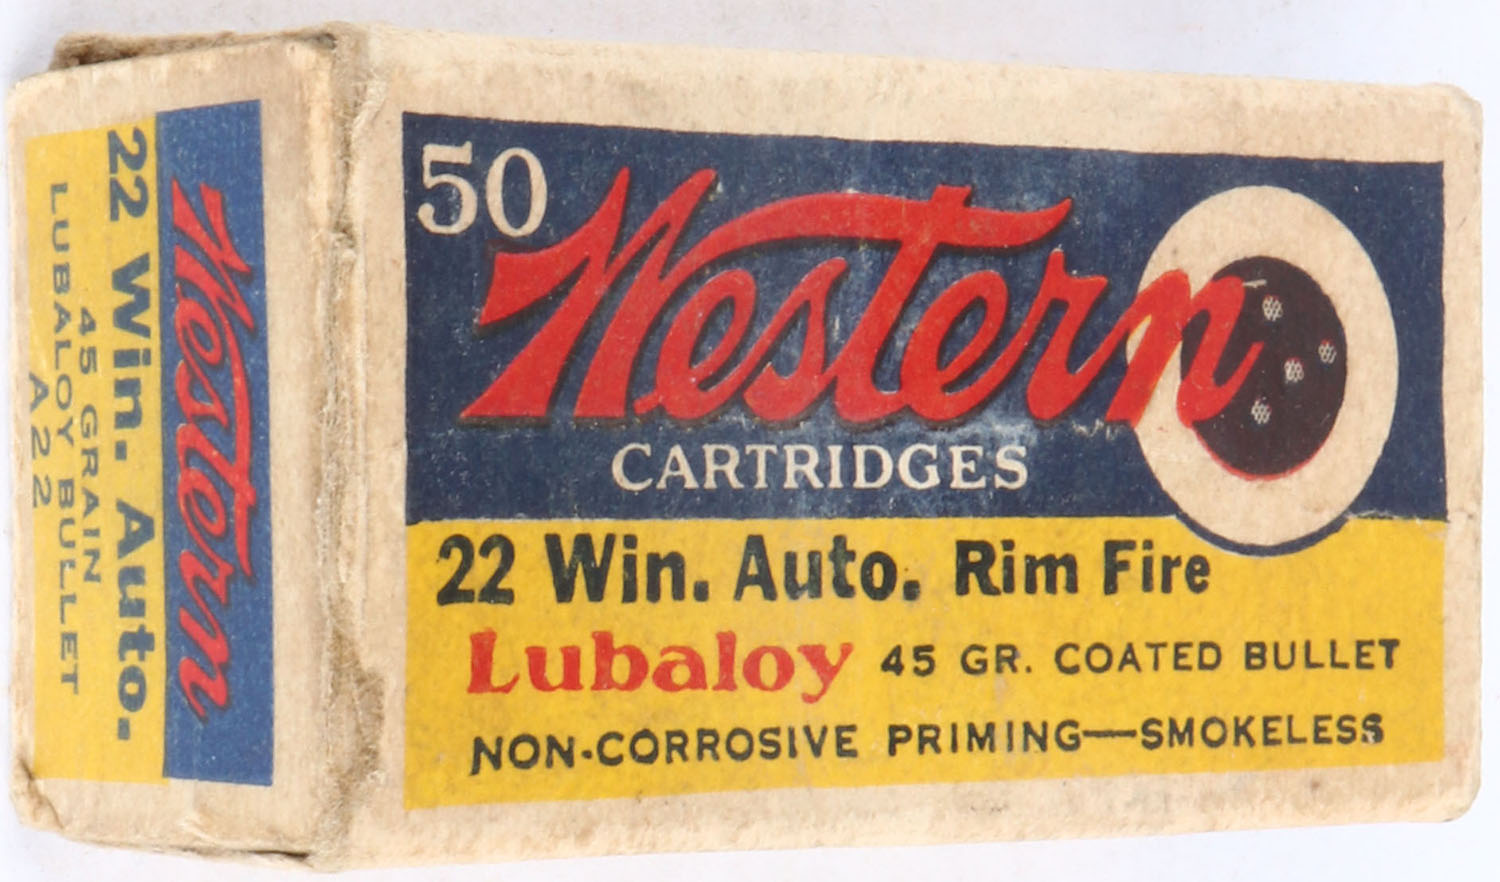 50
Western
CARTRIDGES
22 Win. Auto. Rim Fire
Lubaloy 45 GR. COATED BULLET
NON-CORROSIVE PRIMING—SMOKELESS
Western
22 Win. Auto.
45 GRAIN
LUBALOY BULLET
A22